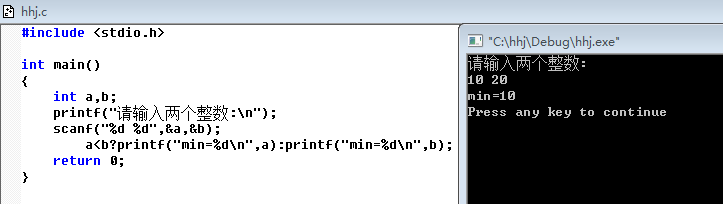 hhj.c
#include <stdio.h>
int main()
{
int a,b;
printf("请输入两个整数:\n");
scanf("%d %d",&a,&b);
a<b?printf("min=%d\n",a):printf("min=%d\n",b);
return 0;
}
"C:\hhj\Debug\hhj.exe"
请输入两个整数:
10 20
min=10
Press any key to continue